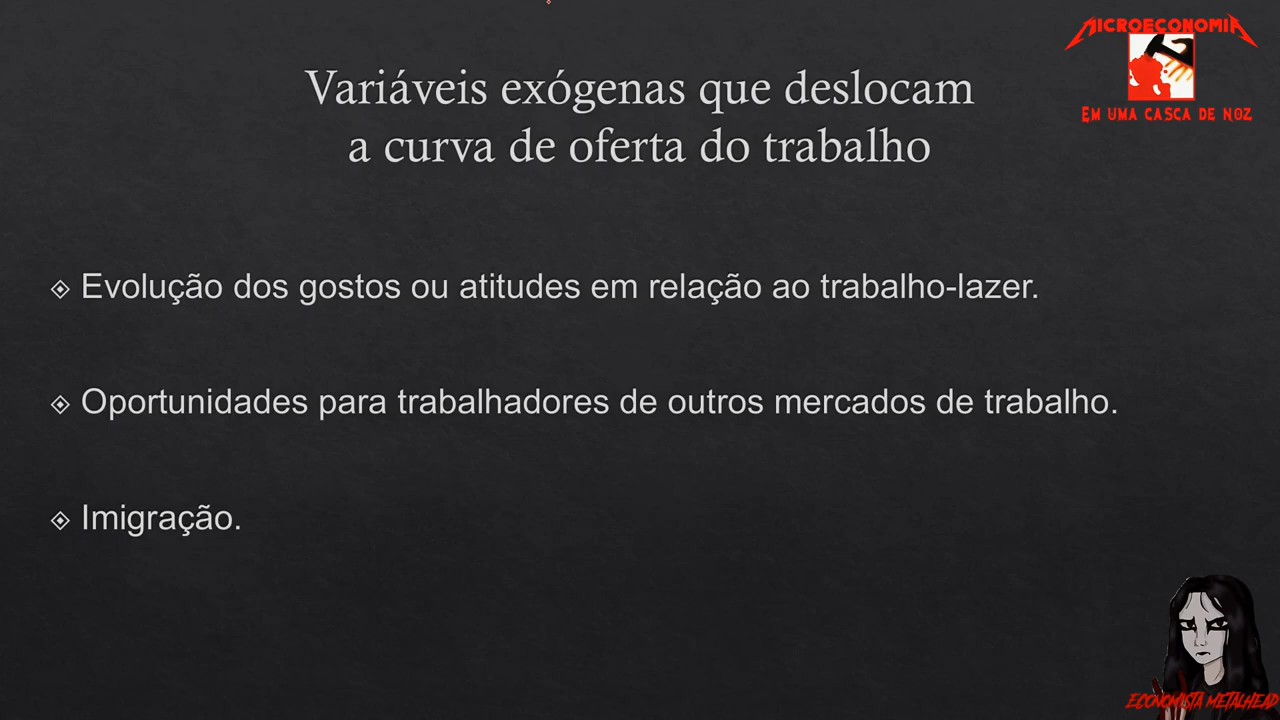 MICROECONOMIA
EM UMA CASCA DE NOZ
Variáveis exógenas que deslocam
a curva de oferta do trabalho
Evolução dos gostos ou atitudes em relação ao trabalho-lazer.
Oportunidades para trabalhadores de outros mercados de trabalho.
Imigração.
ECONOMISTA METALHEAD